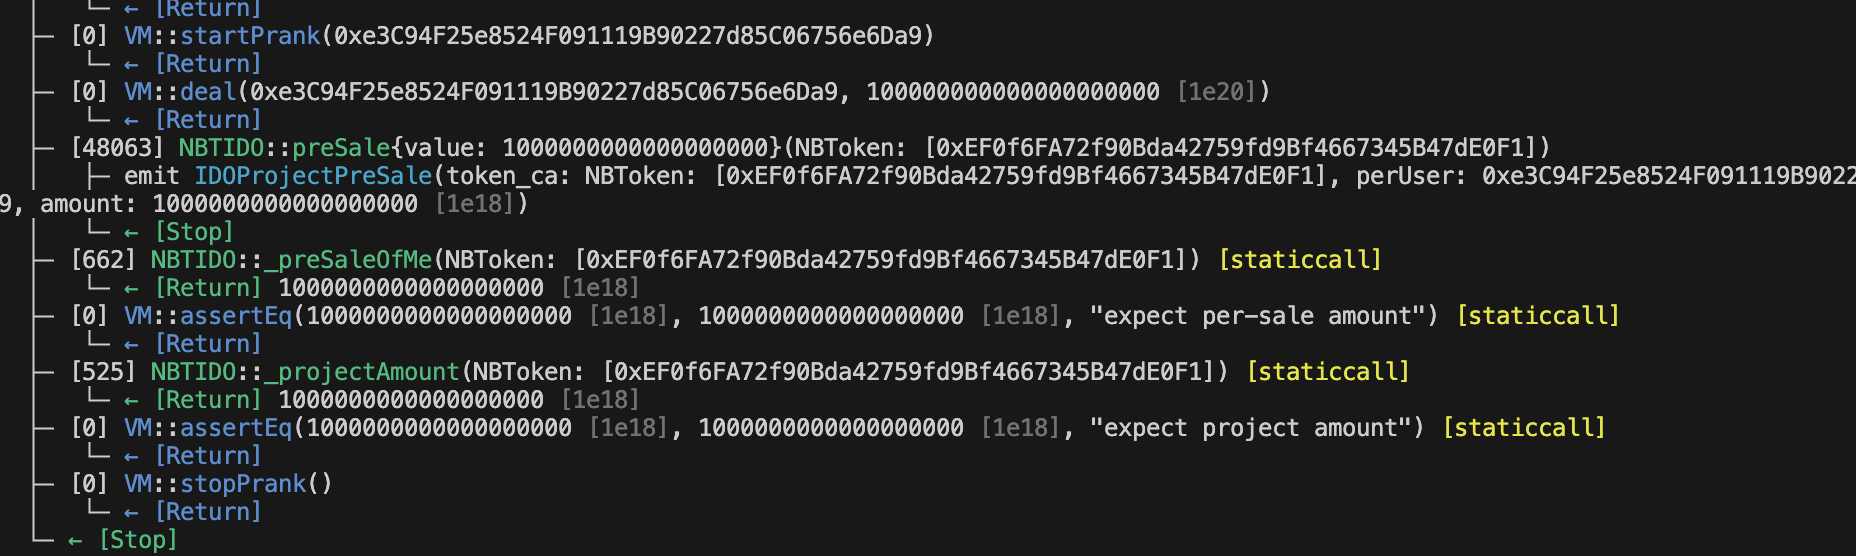 │   └─ ← [Return]
├─ [0] VM::startPrank(0xe3C94F25e8524F091119B90227d85C06756e6Da9)
│   └─ ← [Return]
├─ [0] VM::deal(0xe3C94F25e8524F091119B90227d85C06756e6Da9, 100000000000000000000 [1e20])
│   └─ ← [Return]
├─ [48063] NBTIDO::preSale{value: 1000000000000000000}(NBToken: [0xEF0f6FA72f90Bda42759fd9Bf4667345B47dE0F1])
│   ├─ emit IDOProjectPreSale(token_ca: NBToken: [0xEF0f6FA72f90Bda42759fd9Bf4667345B47dE0F1], perUser: 0xe3C94F25e8524F091119B9022
9, amount: 1000000000000000000 [1e18])
│   └─ ← [Stop]
├─ [662] NBTIDO::_preSaleOfMe(NBToken: [0xEF0f6FA72f90Bda42759fd9Bf4667345B47dE0F1]) [staticcall]
│   └─ ← [Return] 1000000000000000000 [1e18]
├─ [0] VM::assertEq(1000000000000000000 [1e18], 1000000000000000000 [1e18], "expect per-sale amount") [staticcall]
│   └─ ← [Return]
├─ [525] NBTIDO::_projectAmount(NBToken: [0xEF0f6FA72f90Bda42759fd9Bf4667345B47dE0F1]) [staticcall]
│   └─ ← [Return] 1000000000000000000 [1e18]
├─ [0] VM::assertEq(1000000000000000000 [1e18], 1000000000000000000 [1e18], "expect project amount") [staticcall]
│   └─ ← [Return]
├─ [0] VM::stopPrank()
│   └─ ← [Return]
└─ ← [Stop]